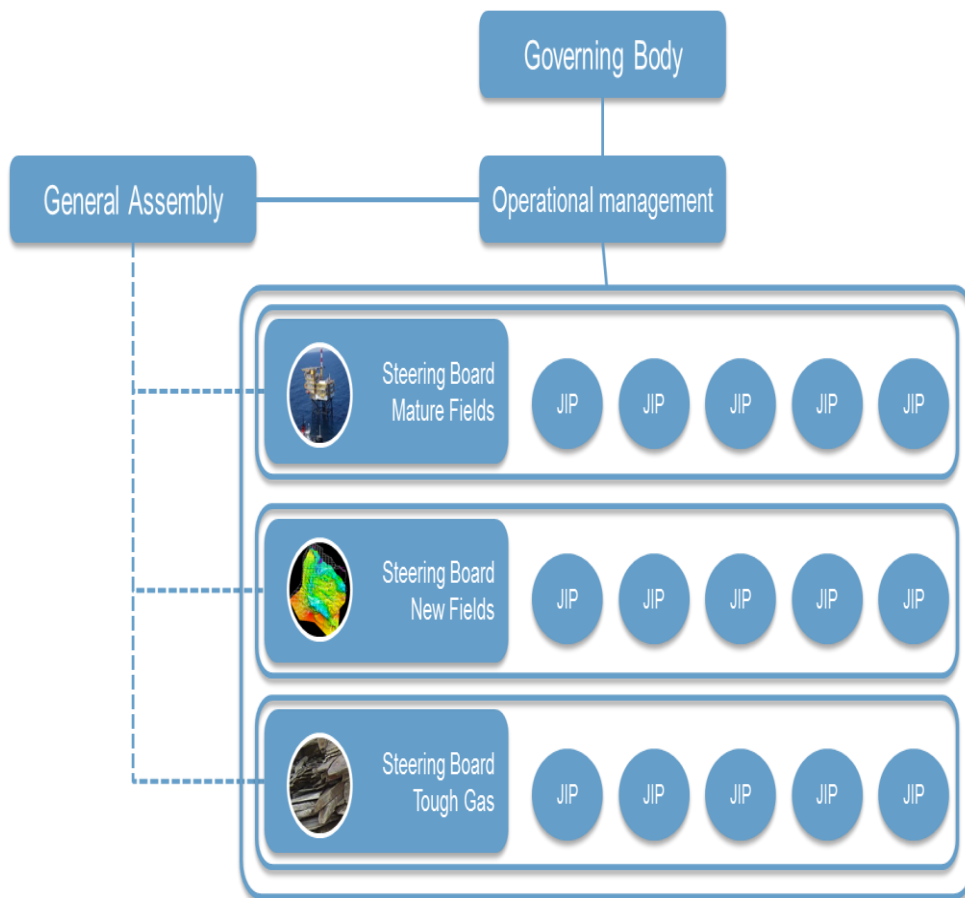 Governing Body
General Assembly
Operational management
Steering Board
Mature Fields
JIP
JIP
JIP
JIP
JIP
Steering Board
New Fields
JIP
JIP
JIP
JIP
JIP
Steering Board
Tough Gas
JIP
JIP
JIP
JIP
JIP